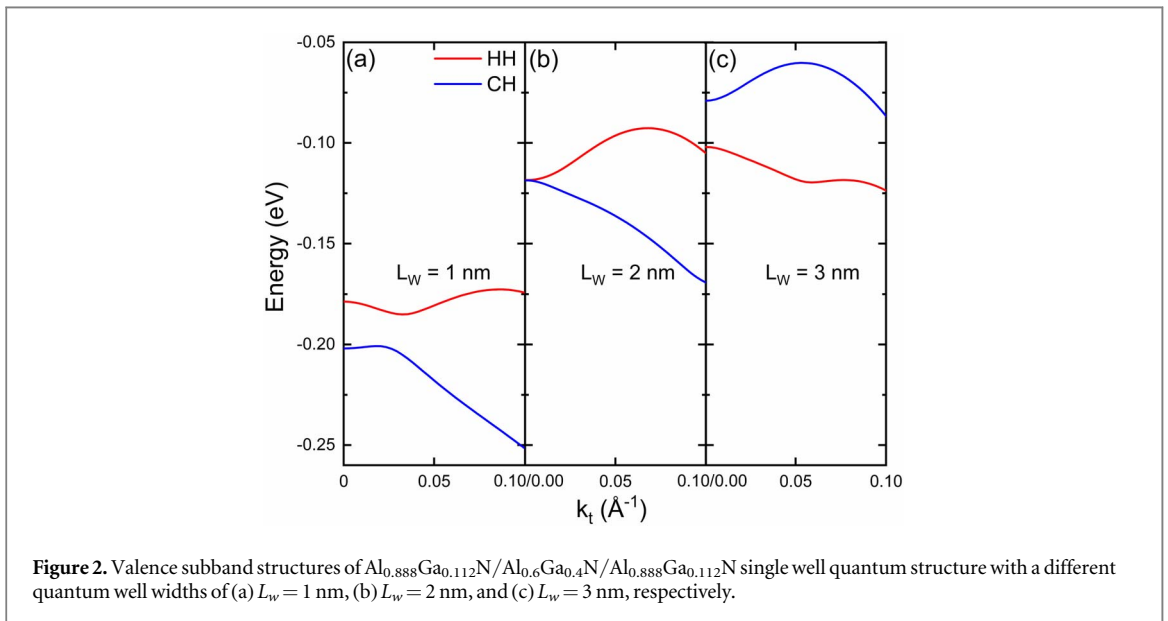 (a)
HH
CH
(b)
(c)
-0.05
-0.10
-0.15
-0.20
-0.25
Energy (eV)
L_W = 1 nm
L_W = 2 nm
L_W = 3 nm
0
0.05
0.10/0.00
0.05
0.10/0.00
0.05
0.10
k_t (Å⁻¹)
Figure 2. Valence subband structures of Al₀.₈₈₈Ga₀.₁₁₂N/Al₀.₆Ga₀.₄N/Al₀.₈₈₈Ga₀.₁₁₂N single well quantum structure with a different
quantum well widths of (a) L_w = 1 nm, (b) L_w = 2 nm, and (c) L_w = 3 nm, respectively.